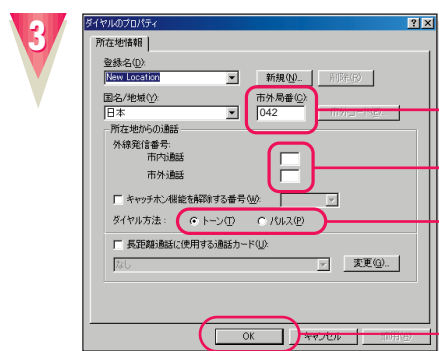 3
ダイヤルのプロパティ
所在地情報
登録名(D):
New Location
新規(N)...
削除(R)
国名/地域(Y):
市外局番(C):
日本
042
所在地からの通話
外線発信番号:
市内通話
市外通話
キャッチホン機能を解除する番号(W):
ダイヤル方法:
トーン(T)
パルス(P)
長距離通話に使用する通話カード(U):
なし
変更(G)...
OK
キャンセル